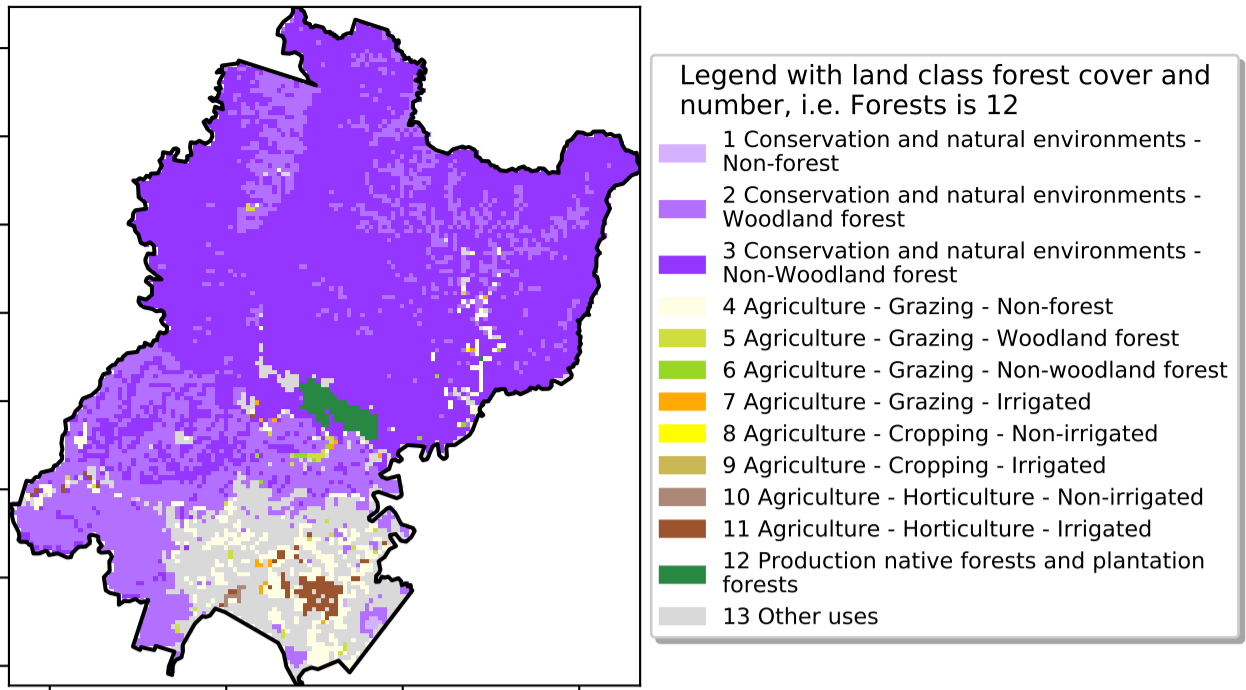 Legend with land class forest cover and
number, i.e. Forests is 12
1 Conservation and natural environments -
Non-forest
2 Conservation and natural environments -
Woodland forest
3 Conservation and natural environments -
Non-Woodland forest
4 Agriculture - Grazing - Non-forest
5 Agriculture - Grazing - Woodland forest
6 Agriculture - Grazing - Non-woodland forest
7 Agriculture - Grazing - Irrigated
8 Agriculture - Cropping - Non-irrigated
9 Agriculture - Cropping - Irrigated
10 Agriculture - Horticulture - Non-irrigated
11 Agriculture - Horticulture - Irrigated
12 Production native forests and plantation
forests
13 Other uses